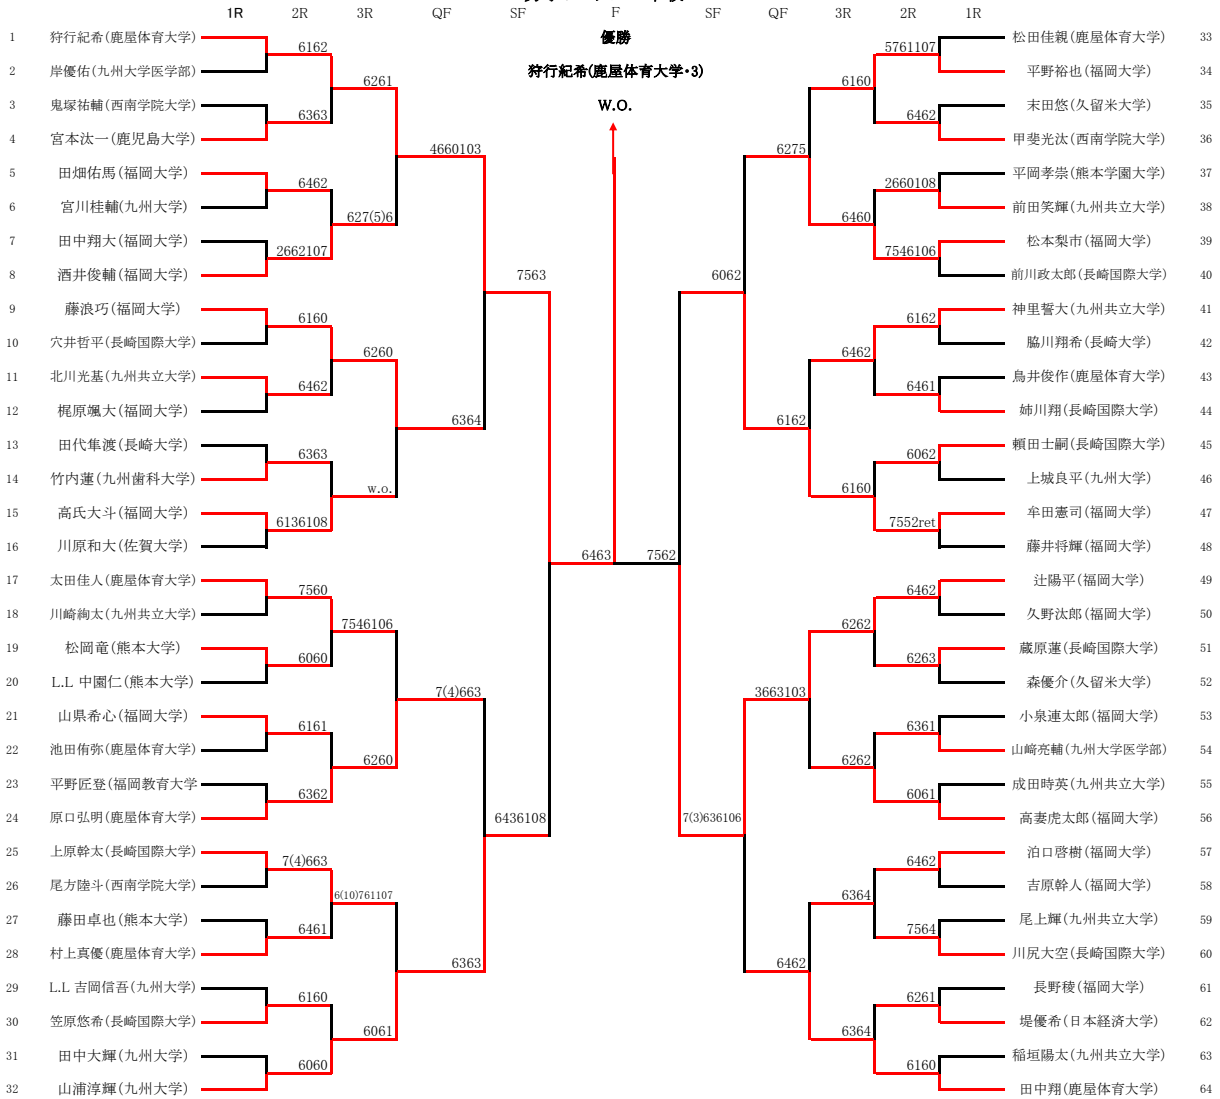 1R 2R 3R QF SF F SF QF 3R 2R 1R
優勝
狩行紀希(鹿屋体育大学・3)
W.O.
1 狩行紀希(鹿屋体育大学)
2 岸優佑(九州大学医学部)
3 鬼塚祐輔(西南学院大学)
4 宮本汰一(鹿児島大学)
5 田畑佑馬(福岡大学)
6 宮川桂輔(九州大学)
7 田中翔大(福岡大学)
8 酒井俊輔(福岡大学)
9 藤浪巧(福岡大学)
10 穴井哲平(長崎国際大学)
11 北川光基(九州共立大学)
12 梶原颯大(福岡大学)
13 田代隼渡(長崎大学)
14 竹内蓮(九州歯科大学)
15 高氏大斗(福岡大学)
16 川原和大(佐賀大学)
17 太田佳人(鹿屋体育大学)
18 川崎絢太(九州共立大学)
19 松岡竜(熊本大学)
20 L.L 中園仁(熊本大学)
21 山県希心(福岡大学)
22 池田侑弥(鹿屋体育大学)
23 平野匠登(福岡教育大学
24 原口弘明(鹿屋体育大学)
25 上原幹太(長崎国際大学)
26 尾方陸斗(西南学院大学)
27 藤田卓也(熊本大学)
28 村上真優(鹿屋体育大学)
29 L.L 吉岡信吾(九州大学)
30 笠原悠希(長崎国際大学)
31 田中大輝(九州大学)
32 山浦淳輝(九州大学)
6162
6363
6462
2662107
6160
6462
6363
6136108
7560
6060
6161
6362
7(4)663
6461
6160
6060
6261
627(5)6
6260
w.o.
7546106
6260
6(10)761107
6061
4660103
6364
7(4)663
6363
7563
6436108
6463
7562
6062
7(3)636106
6275
6162
3663103
6462
6160
6460
6462
6160
6262
6262
6364
6364
5761107
6462
2660108
7546106
6162
6461
6062
7552ret
6462
6263
6361
6061
6462
7564
6261
6160
松田佳親(鹿屋体育大学) 33
平野裕也(福岡大学) 34
末田悠(久留米大学) 35
甲斐光汰(西南学院大学) 36
平岡孝崇(熊本学園大学) 37
前田笑輝(九州共立大学) 38
松本梨市(福岡大学) 39
前川政太郎(長崎国際大学) 40
神里誓大(九州共立大学) 41
脇川翔希(長崎大学) 42
鳥井俊作(鹿屋体育大学) 43
姉川翔(長崎国際大学) 44
頼田士嗣(長崎国際大学) 45
上城良平(九州大学) 46
牟田憲司(福岡大学) 47
藤井将輝(福岡大学) 48
辻陽平(福岡大学) 49
久野汰郎(福岡大学) 50
蔵原蓮(長崎国際大学) 51
森優介(久留米大学) 52
小泉連太郎(福岡大学) 53
山﨑亮輔(九州大学医学部) 54
成田時英(九州共立大学) 55
高妻虎太郎(福岡大学) 56
泊口啓樹(福岡大学) 57
吉原幹人(福岡大学) 58
尾上輝(九州共立大学) 59
川尻大空(長崎国際大学) 60
長野稜(福岡大学) 61
堤優希(日本経済大学) 62
稲垣陽太(九州共立大学) 63
田中翔(鹿屋体育大学) 64